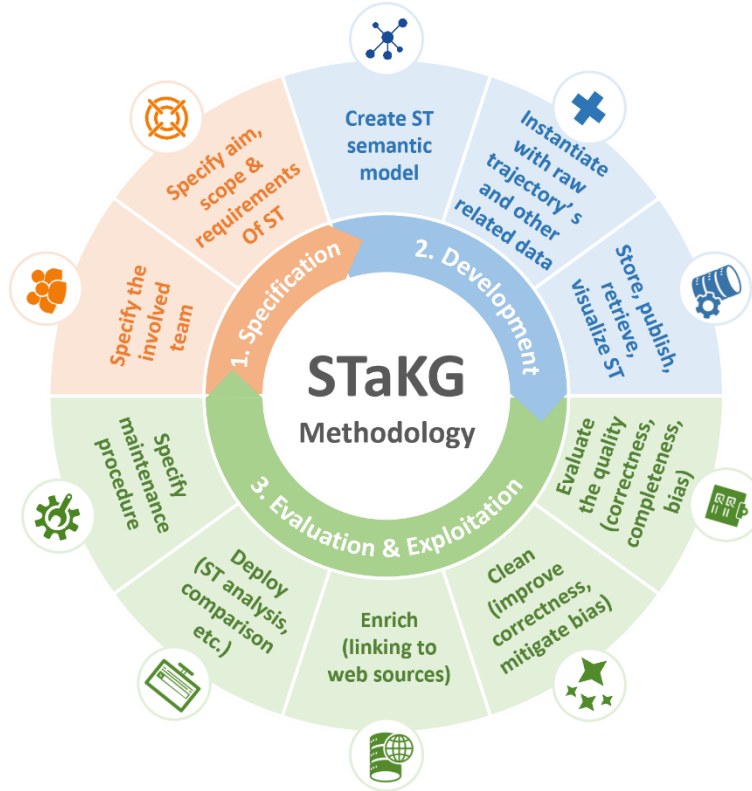 STaKG
Methodology
1. Specification
Specify the
involved
team
Specify aim,
scope &
requirements
Of ST
2. Development
Create ST
semantic
model
Instantiate
with raw
trajectory’ s
and other
related data
Store, publish,
retrieve,
visualize ST
3. Evaluation & Exploitation
Evaluate
the quality
(correctness,
completeness,
bias)
Clean
(improve
correctness,
mitigate bias)
Enrich
(linking to
web sources)
Deploy
(ST analysis,
comparison
etc.)
Specify
maintenance
procedure